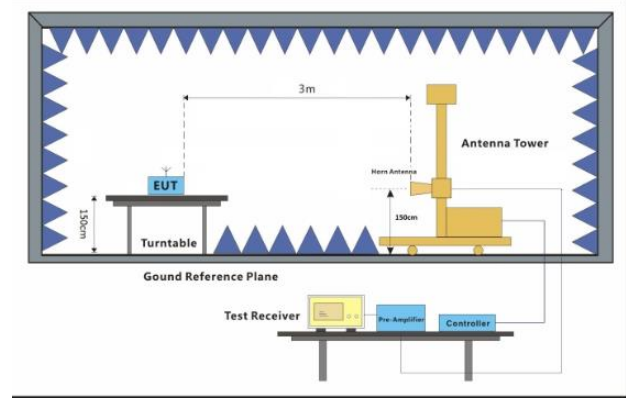 3m
Antenna Tower
Horn Antenna
EUT
150cm
150cm
Turntable
Gound Reference Plane
Test Receiver
Pre-Amplifier
Controller